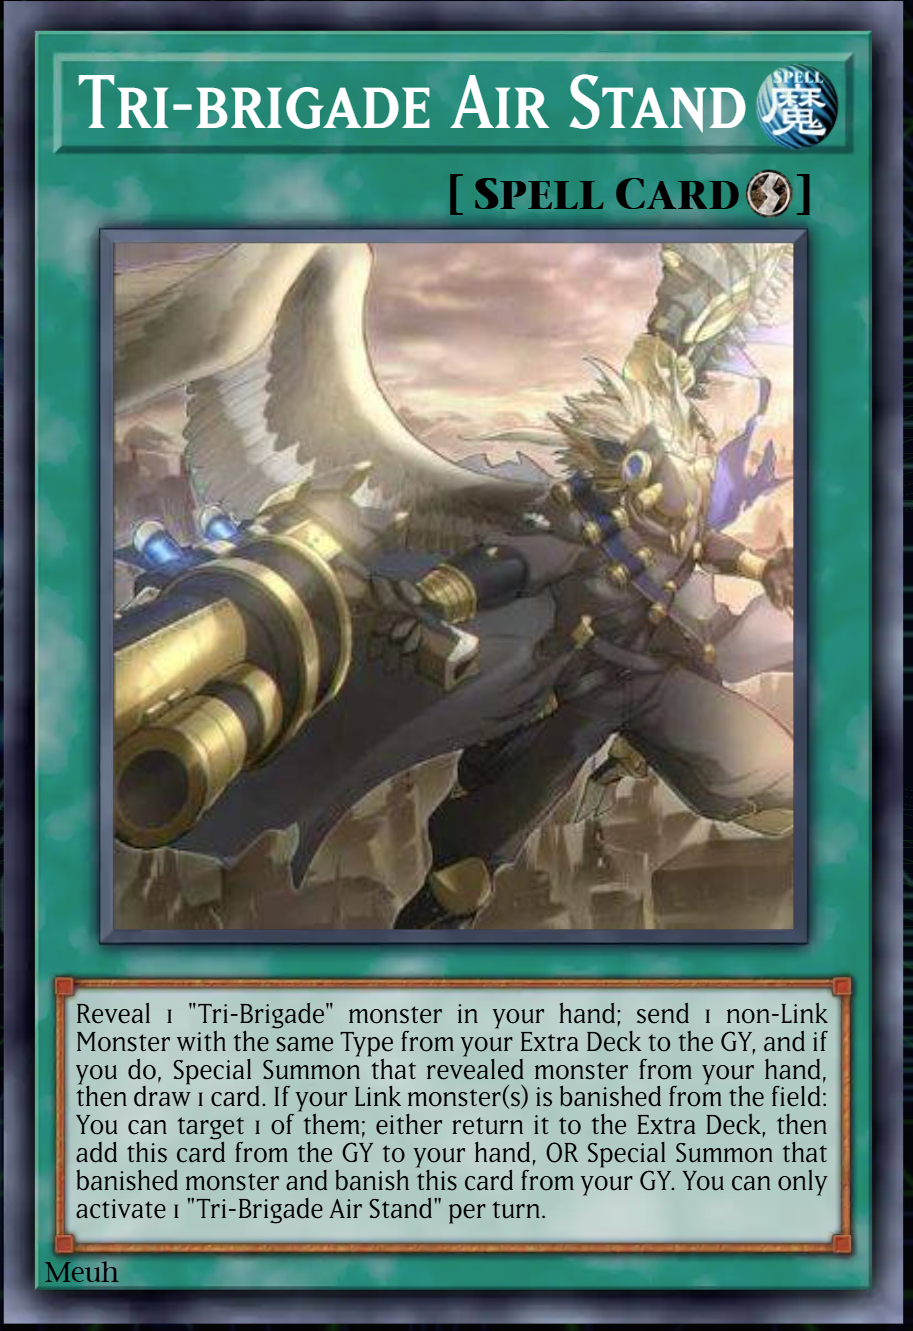 Tri-brigade Air Stand
SPELL
魔
[ Spell Card ]
Reveal 1 "Tri-Brigade" monster in your hand; send 1 non-Link
Monster with the same Type from your Extra Deck to the GY, and if
you do, Special Summon that revealed monster from your hand,
then draw 1 card. If your Link monster(s) is banished from the field:
You can target 1 of them; either return it to the Extra Deck, then
add this card from the GY to your hand, OR Special Summon that
banished monster and banish this card from your GY. You can only
activate 1 "Tri-Brigade Air Stand" per turn.
Meuh